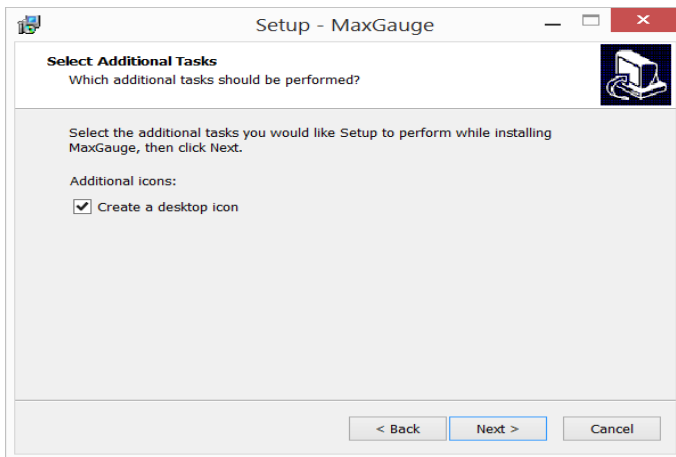 Setup - MaxGauge
Select Additional Tasks
Which additional tasks should be performed?
Select the additional tasks you would like Setup to perform while installing
MaxGauge, then click Next.
Additional icons:
Create a desktop icon
< Back
Next >
Cancel